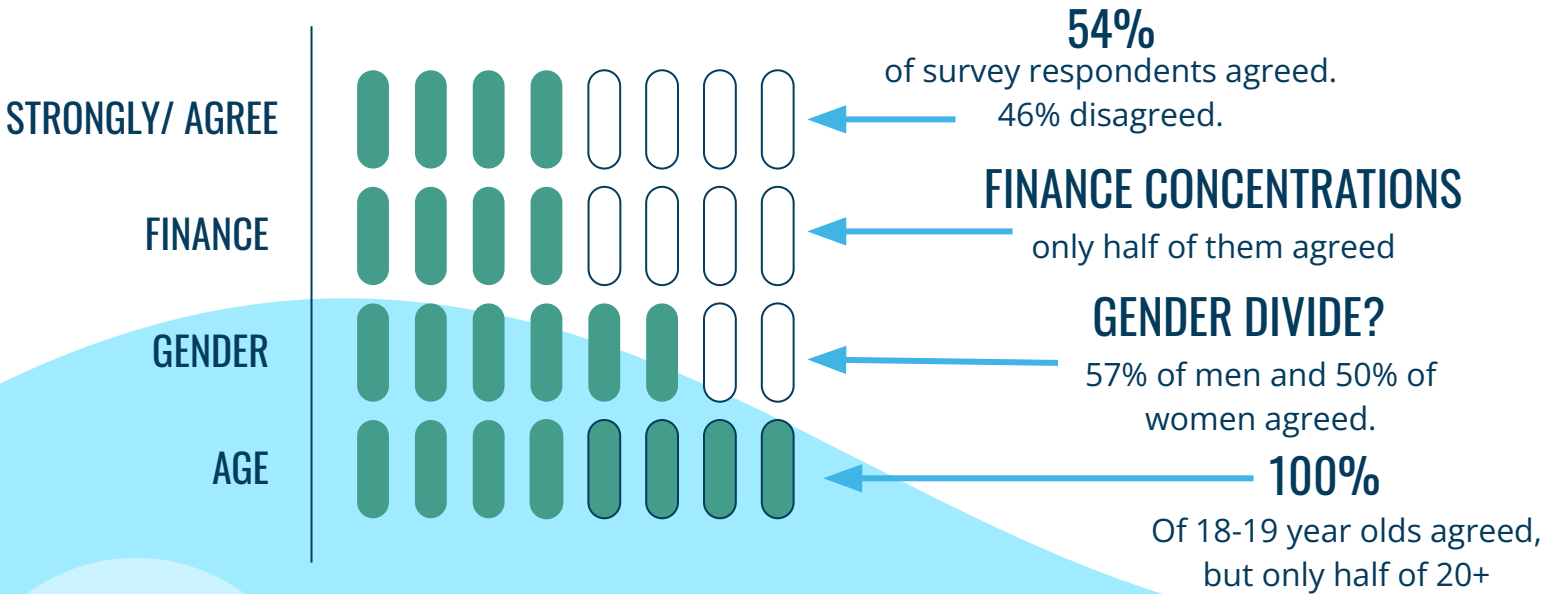 54%
of survey respondents agreed.
46% disagreed.
STRONGLY/ AGREE
FINANCE CONCENTRATIONS
only half of them agreed
FINANCE
GENDER DIVIDE?
57% of men and 50% of
women agreed.
GENDER
100%
Of 18-19 year olds agreed,
but only half of 20+
AGE